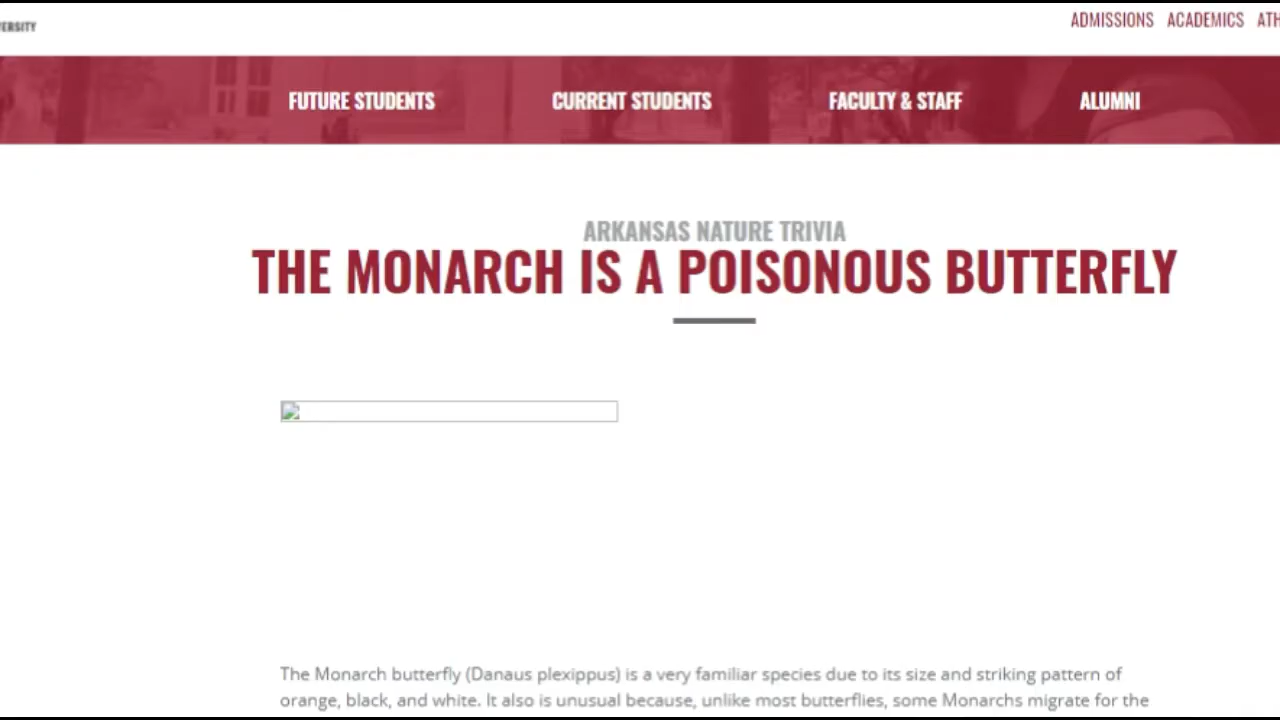 ADMISSIONS ACADEMICS
FUTURE STUDENTS CURRENT STUDENTS FACULTY & STAFF ALUMNI
ARKANSAS NATURE TRIVIA
THE MONARCH IS A POISONOUS BUTTERFLY
The Monarch butterfly (Danaus plexippus) is a very familiar species due to its size and striking pattern of
orange, black, and white. It also is unusual because, unlike most butterflies, some Monarchs migrate for the